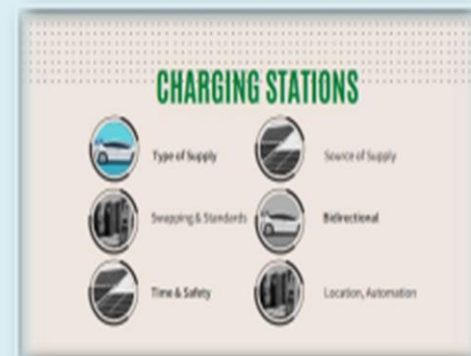 CHARGING STATIONS
Type of Supply
Source of Supply
Swapping & Standards
Bidirectional
Time & Safety
Location, Automation